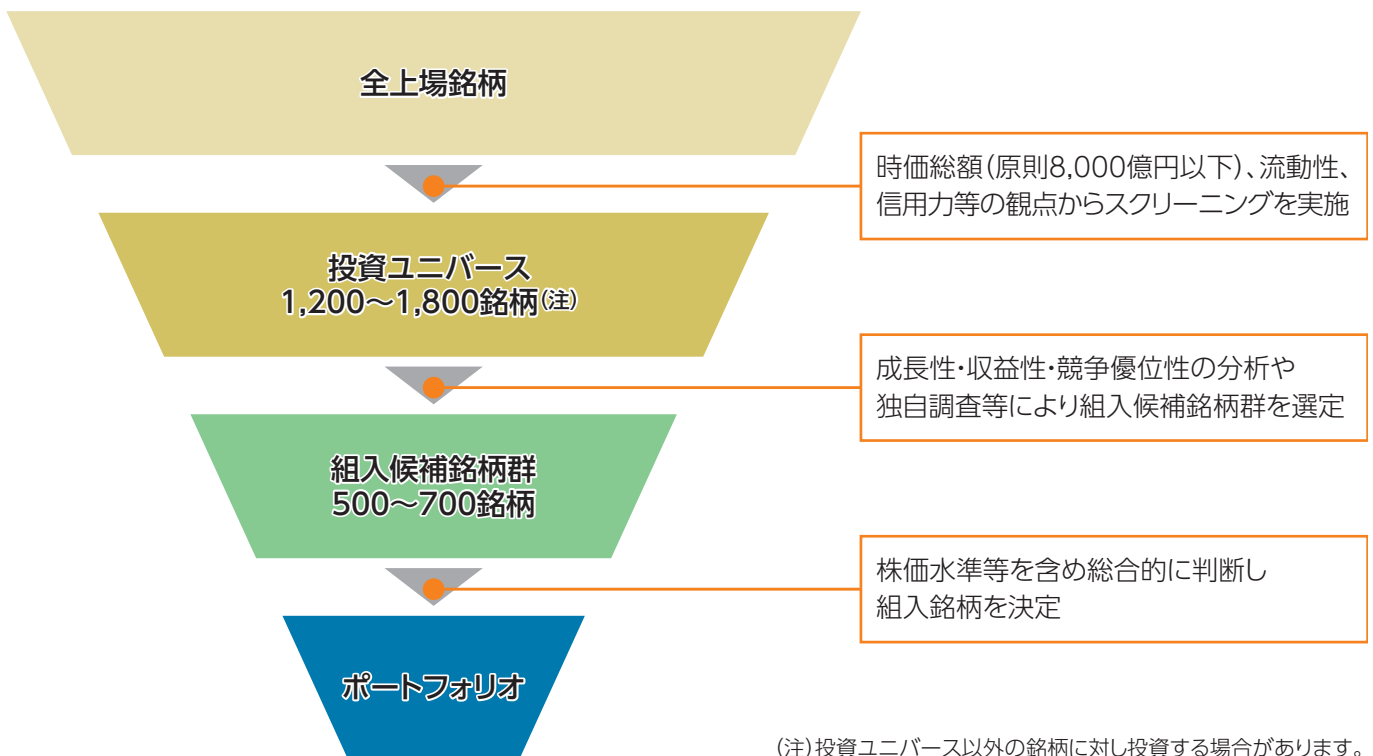 全上場銘柄
時価総額(原則8,000億円以下)、流動性、
信用力等の観点からスクリーニングを実施
投資ユニバース
1,200〜1,800銘柄(注)
成長性・収益性・競争優位性の分析や
独自調査等により組入候補銘柄群を選定
組入候補銘柄群
500〜700銘柄
株価水準等を含め総合的に判断し
組入銘柄を決定
ポートフォリオ
(注)投資ユニバース以外の銘柄に対し投資する場合があります。